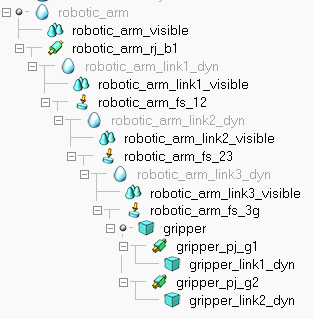 robotic_arm
robotic_arm_visible
robotic_arm_rj_b1
robotic_arm_link1_dyn
robotic_arm_link1_visible
robotic_arm_fs_12
robotic_arm_link2_dyn
robotic_arm_link2_visible
robotic_arm_fs_23
robotic_arm_link3_dyn
robotic_arm_link3_visible
robotic_arm_fs_3g
gripper
gripper_pj_g1
gripper_link1_dyn
gripper_pj_g2
gripper_link2_dyn